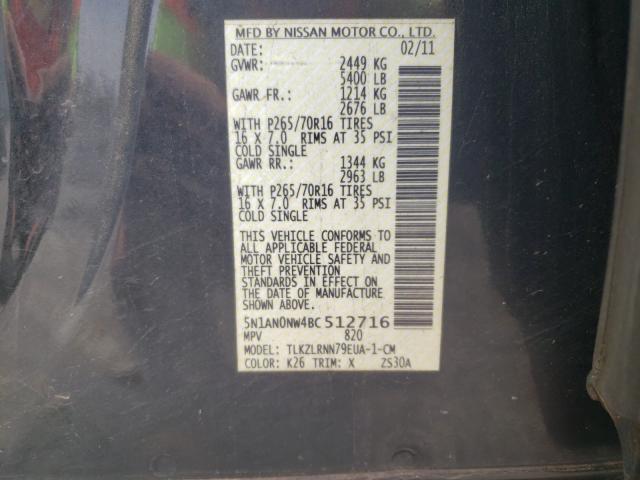 MFD BY NISSAN MOTOR CO., LTD.
DATE: 02/11
GVWR: 2449 KG
5400 LB
GAWR FR.: 1214 KG
2676 LB
WITH P265/70R16 TIRES
16 X 7.0 RIMS AT 35 PSI
COLD SINGLE
GAWR RR.: 1344 KG
2963 LB
WITH P265/70R16 TIRES
16 X 7.0 RIMS AT 35 PSI
COLD SINGLE
THIS VEHICLE CONFORMS TO
ALL APPLICABLE FEDERAL
MOTOR VEHICLE SAFETY AND
THEFT PREVENTION
STANDARDS IN EFFECT ON
THE DATE OF MANUFACTURE
SHOWN ABOVE.
5N1AN0NW4BC512716
MPV 820
MODEL: TLKZLRNN79EUA-1-CM
COLOR: K26 TRIM: X ZS30A